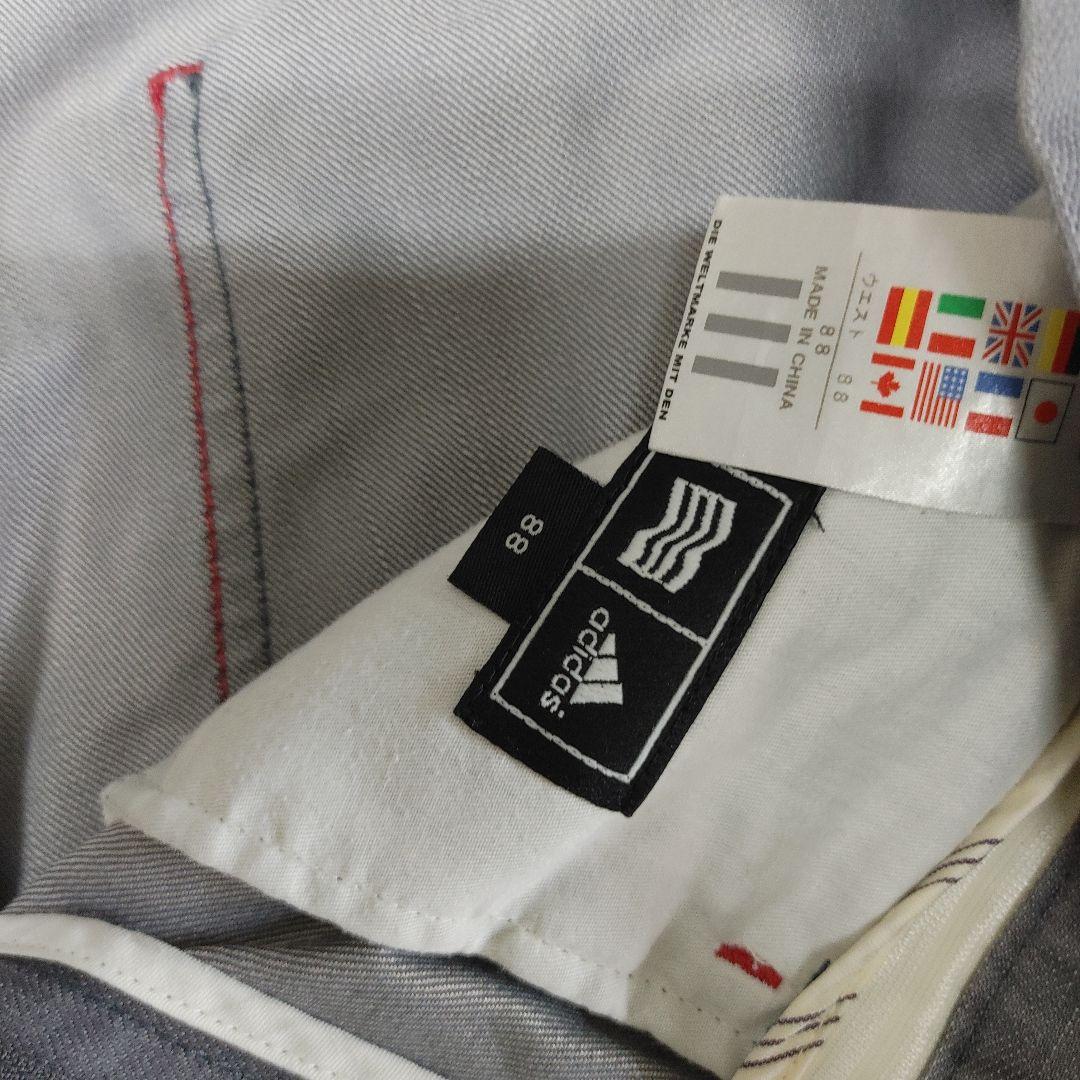 ウエスト 88
88
MADE IN CHINA
DIE WELTMARKE MIT DEN
88
adidas